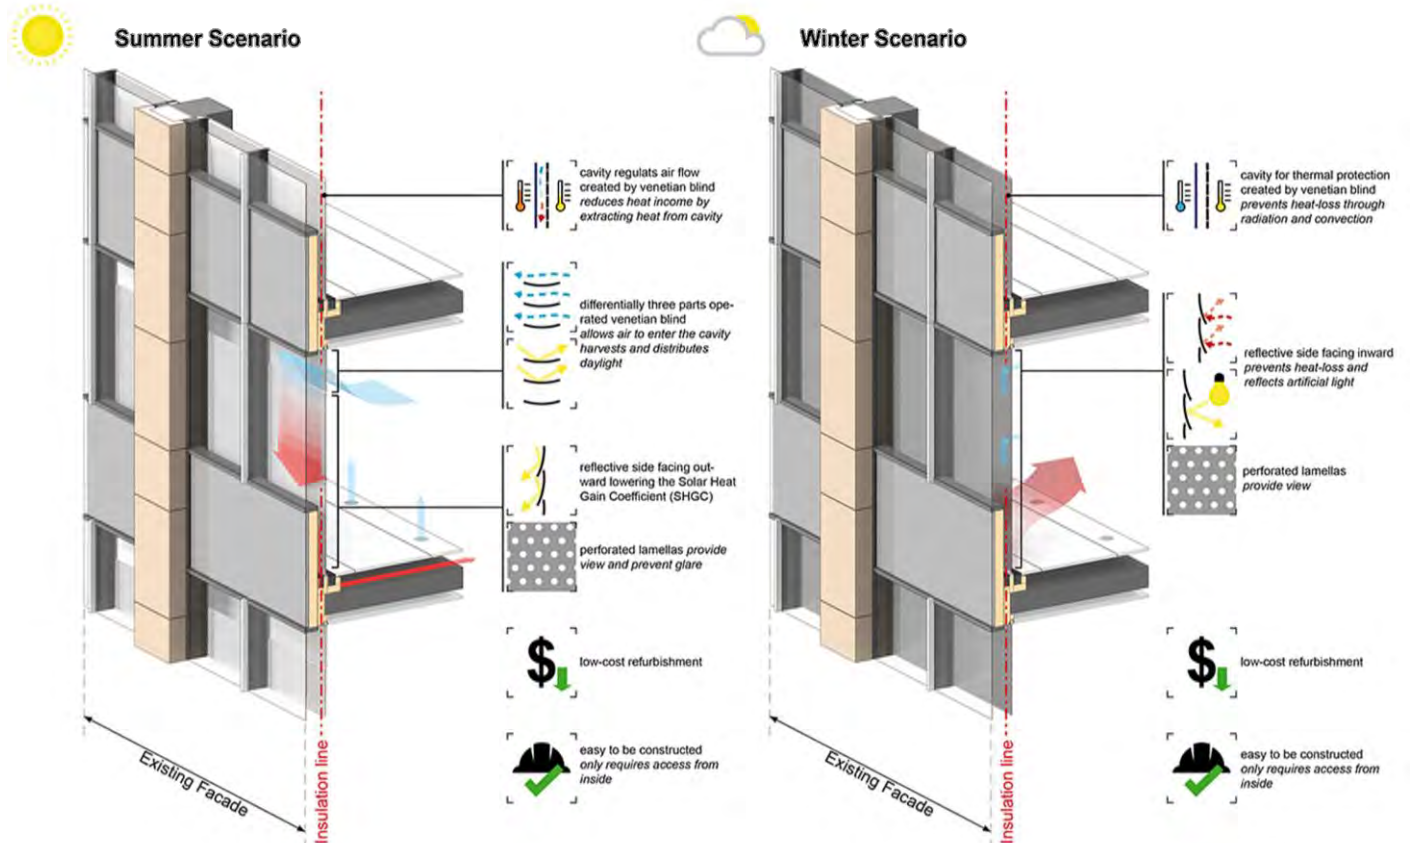 Summer Scenario
cavity regulats air flow
created by venetian blind
reduces heat income by
extracting heat from cavity
differentially three parts ope-
rated venetian blind
allows air to enter the cavity
harvests and distributes
daylight
reflective side facing out-
ward lowering the Solar Heat
Gain Coefficient (SHGC)
perforated lamellas provide
view and prevent glare
$
low-cost refurbishment
easy to be constructed
only requires access from
inside
Existing Facade
Insulation line
Winter Scenario
cavity for thermal protection
created by venetian blind
prevents heat-loss through
radiation and convection
reflective side facing inward
prevents heat-loss and
reflects artificial light
perforated lamellas
provide view
$
low-cost refurbishment
easy to be constructed
only requires access from
inside
Existing Facade
Insulation line